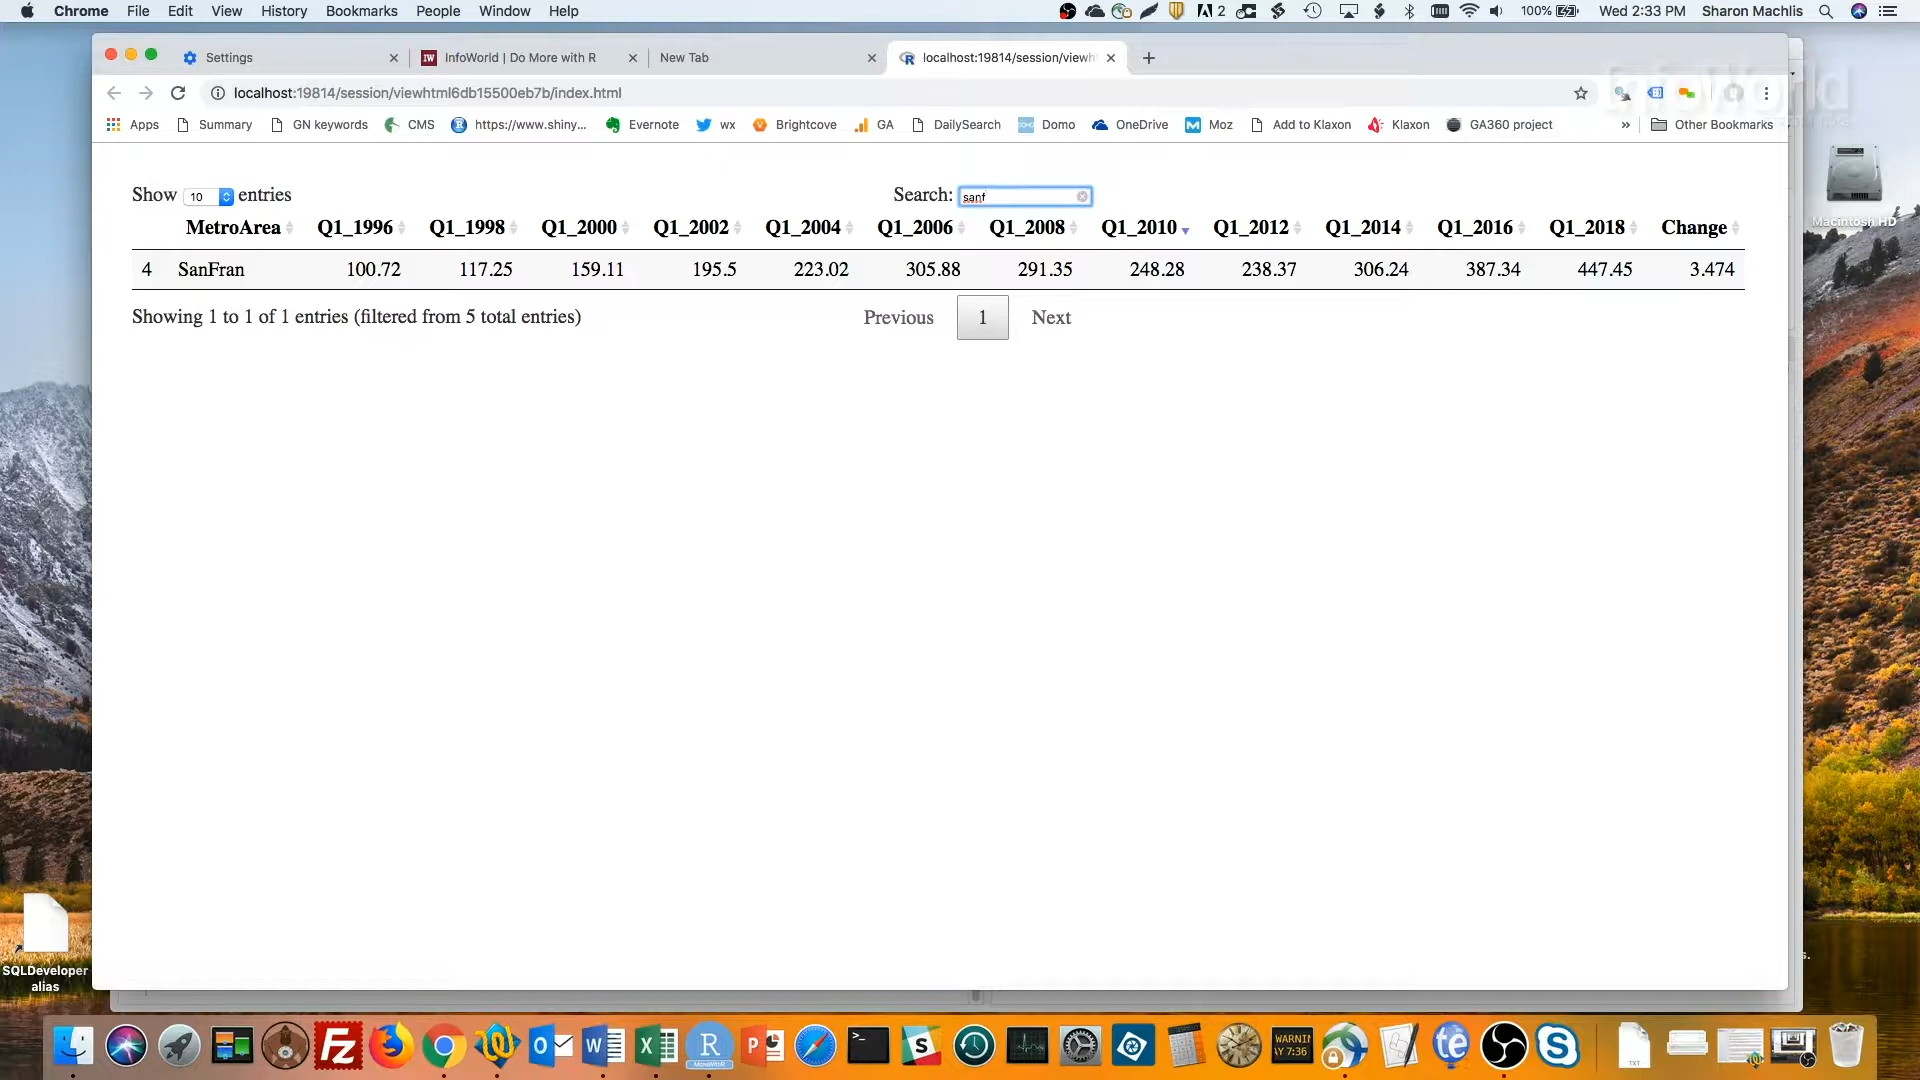 Chrome File Edit View History Bookmarks People Window Help 2 100% Wed 2:33 PM Sharon Machlis
Settings InfoWorld | Do More with R New Tab localhost:19814/session/viewh
localhost:19814/session/viewhtml6db15500eb7b/index.html
InfoWorld
Apps Summary GN keywords CMS https://www.shiny... Evernote wx Brightcove GA DailySearch Domo OneDrive Moz Add to Klaxon Klaxon GA360 project » Other Bookmarks
Show 10 entries Search: sanf
Macintosh HD
MetroArea Q1_1996 Q1_1998 Q1_2000 Q1_2002 Q1_2004 Q1_2006 Q1_2008 Q1_2010 Q1_2012 Q1_2014 Q1_2016 Q1_2018 Change
4 SanFran 100.72 117.25 159.11 195.5 223.02 305.88 291.35 248.28 238.37 306.24 387.34 447.45 3.474
Showing 1 to 1 of 1 entries (filtered from 5 total entries) Previous 1 Next
SQLDeveloper
alias